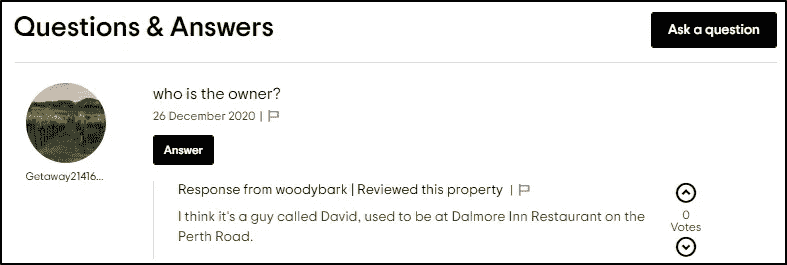 Questions & Answers
Ask a question
who is the owner?
26 December 2020 |
Getaway21416...
Answer
Response from woodybark | Reviewed this property |
I think it's a guy called David, used to be at Dalmore Inn Restaurant on the
Perth Road.
0
Votes